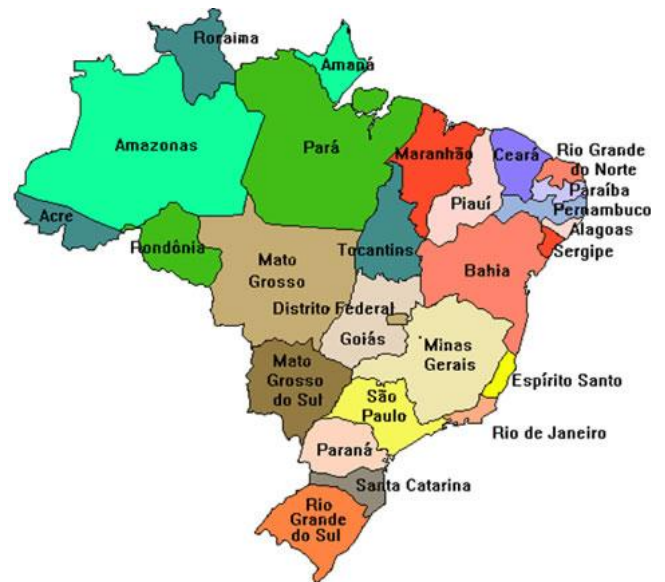 Roraima
Amapá
Amazonas
Pará
Maranhão
Ceará
Rio Grande
do Norte
Paraíba
Piauí
Pernambuco
Alagoas
Sergipe
Acre
Rondônia
Tocantins
Mato
Grosso
Bahia
Distrito Federal
Goiás
Minas
Gerais
Mato
Grosso
do Sul
São
Paulo
Espírito Santo
Rio de Janeiro
Paraná
Santa Catarina
Rio
Grande
do Sul